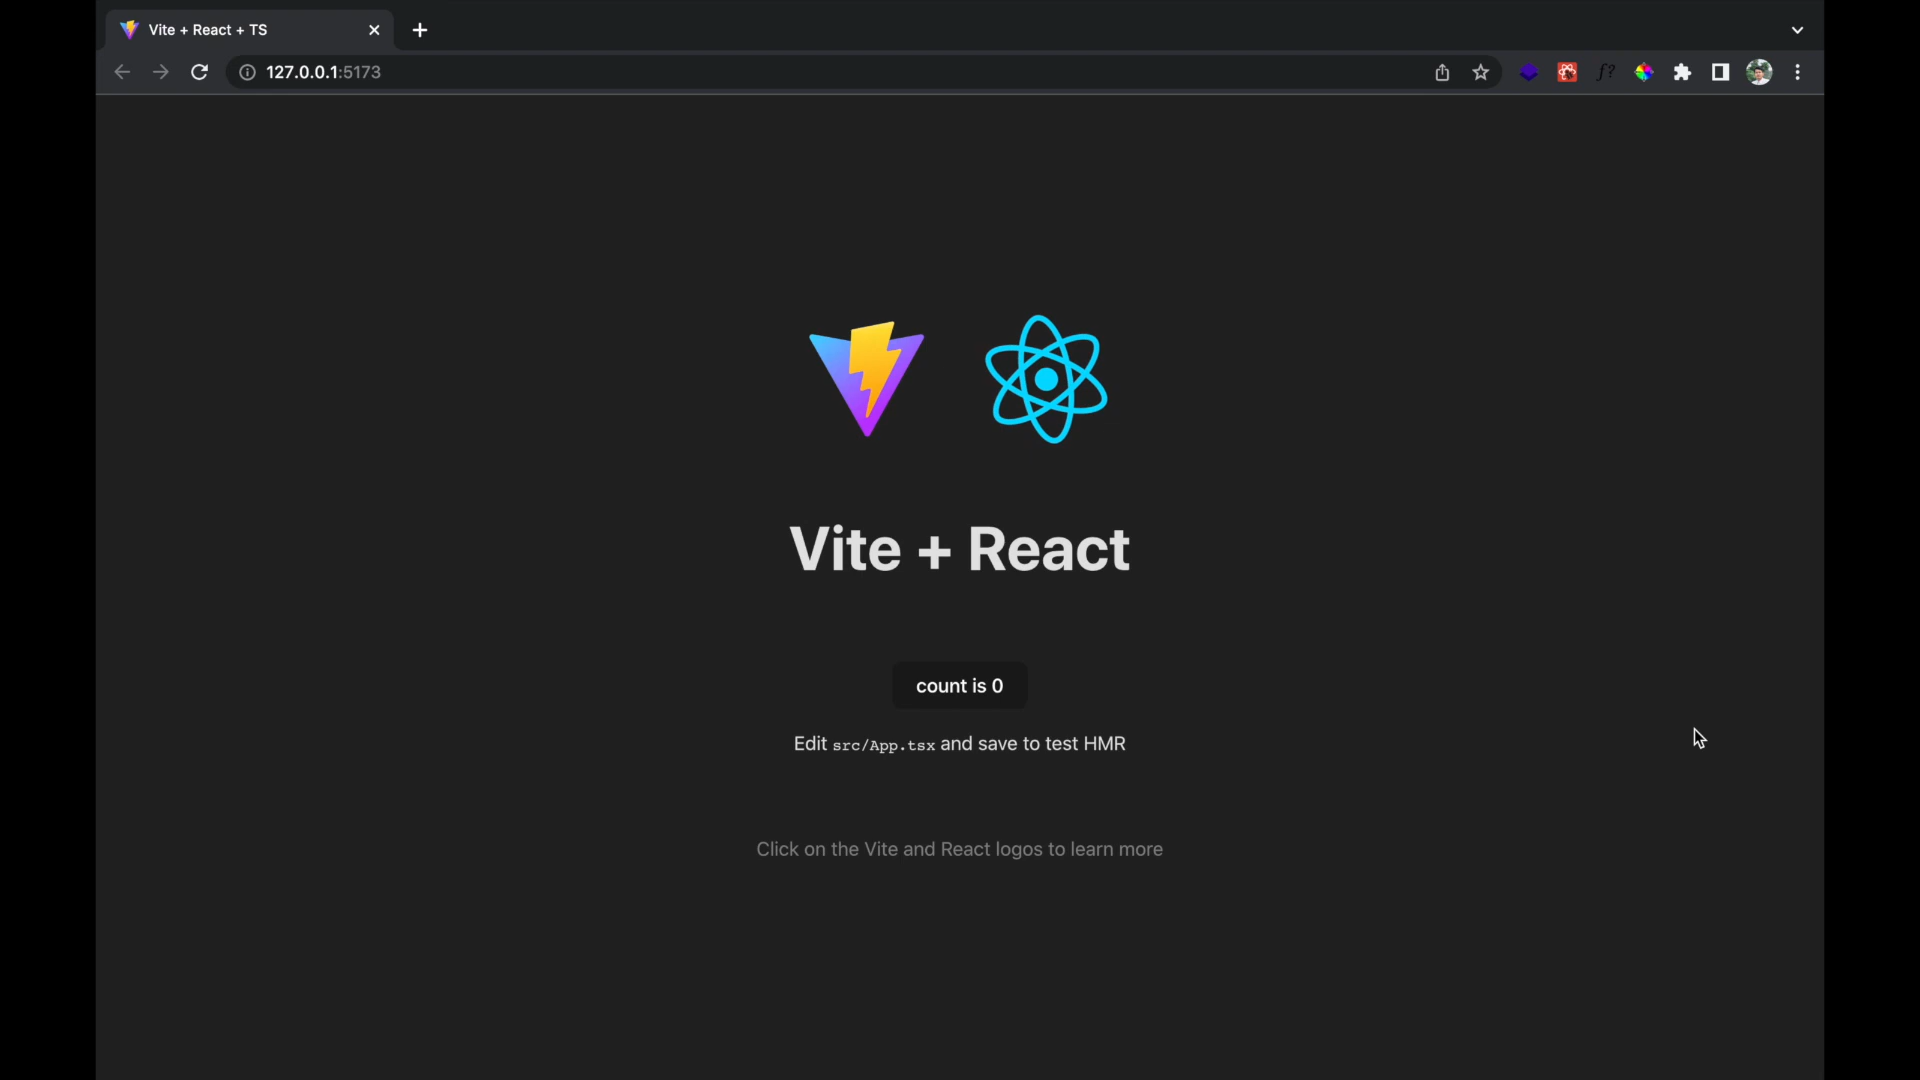 Vite + React + TS
127.0.0.1:5173
f?
Vite + React
count is 0
Edit src/App.tsx and save to test HMR
Click on the Vite and React logos to learn more